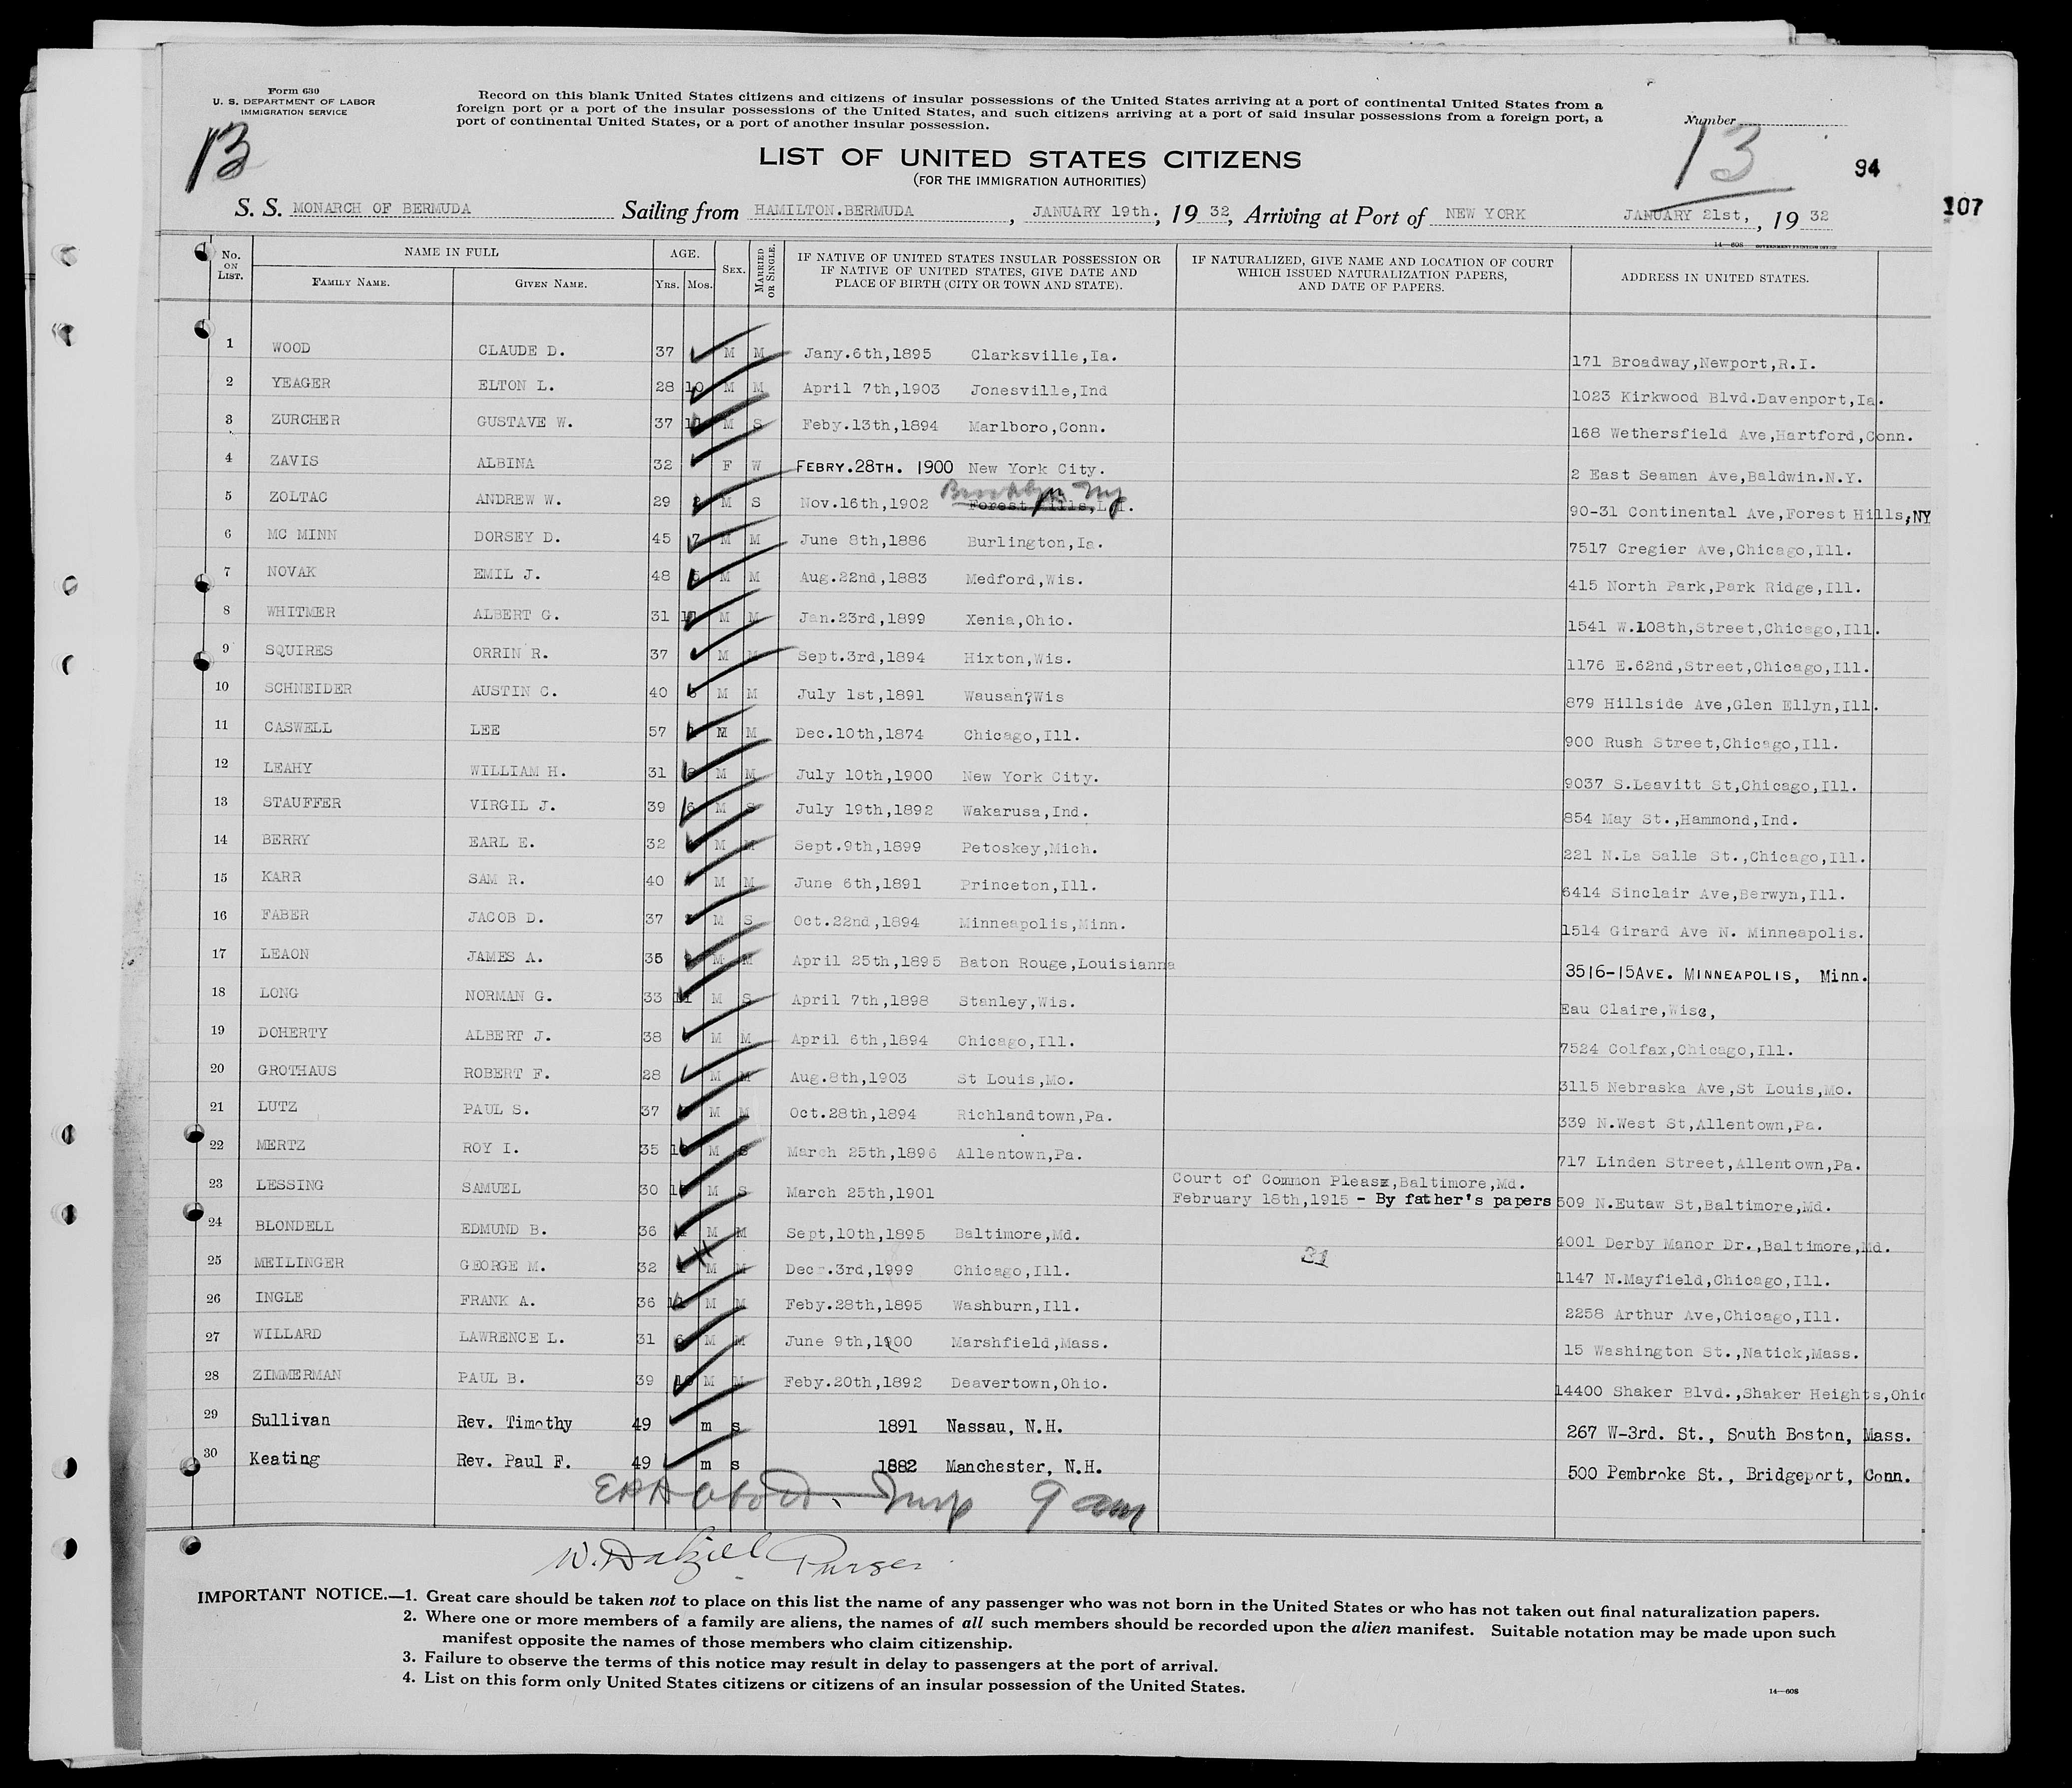 Form 630
U. S. DEPARTMENT OF LABOR
IMMIGRATION SERVICE
Record on this blank United States citizens and citizens of insular possessions of the United States arriving at a port of continental United States from a
foreign port or a port of the insular possessions of the United States, and such citizens arriving at a port of said insular possessions from a foreign port, a
port of continental United States, or a port of another insular possession.
Number
13
13
94
107
LIST OF UNITED STATES CITIZENS
(FOR THE IMMIGRATION AUTHORITIES)
S. S. MONARCH OF BERMUDA Sailing from HAMILTON.BERMUDA, JANUARY 19th;, 19 32, Arriving at Port of NEW YORK JANUARY 21st, , 19 32
14—608 GOVERNMENT PRINTING OFFICE
No. ON LIST. NAME IN FULL FAMILY NAME. GIVEN NAME. AGE. YRS. MOS. SEX. MARRIED OR SINGLE. IF NATIVE OF UNITED STATES INSULAR POSSESSION OR IF NATIVE OF UNITED STATES, GIVE DATE AND PLACE OF BIRTH (CITY OR TOWN AND STATE). IF NATURALIZED, GIVE NAME AND LOCATION OF COURT WHICH ISSUED NATURALIZATION PAPERS, AND DATE OF PAPERS. ADDRESS IN UNITED STATES.
1 WOOD CLAUDE D. 37 M M Jany.6th,1895 Clarksville,Ia. 171 Broadway,Newport,R.I.
2 YEAGER ELTON L. 28 10 M M April 7th,1903 Jonesville,Ind 1023 Kirkwood Blvd.Davenport,Ia.
3 ZURCHER GUSTAVE W. 37 M S Feby.13th,1894 Marlboro,Conn. 168 Wethersfield Ave,Hartford,Conn.
4 ZAVIS ALBINA 32 F W FEBRY.28TH. 1900 New York City. 2 East Seaman Ave,Baldwin.N.Y.
5 ZOLTAC ANDREW W. 29 M S Nov.16th,1902 Brooklyn NY Forest Hills,L.I. 90-31 Continental Ave,Forest Hills,NY
6 MC MINN DORSEY D. 45 7 M M June 8th,1886 Burlington,Ia. 7517 Cregier Ave,Chicago,Ill.
7 NOVAK EMIL J. 48 M M Aug.22nd,1883 Medford,Wis. 415 North Park,Park Ridge,Ill.
8 WHITMER ALBERT G. 31 M M Jan.23rd,1899 Xenia,Ohio. 1541 W.108th,Street,Chicago,Ill.
9 SQUIRES ORRIN R. 37 M M Sept.3rd,1894 Hixton,Wis. 1176 E.62nd,Street,Chicago,Ill.
10 SCHNEIDER AUSTIN C. 40 M M July 1st,1891 Wausan?Wis 879 Hillside Ave,Glen Ellyn,Ill.
11 CASWELL LEE 57 M M Dec.10th,1874 Chicago,Ill. 900 Rush Street,Chicago,Ill.
12 LEAHY WILLIAM H. 31 M M July 10th,1900 New York City. 9037 S.Leavitt St,Chicago,Ill.
13 STAUFFER VIRGIL J. 39 6 M S July 19th,1892 Wakarusa,Ind. 854 May St.,Hammond,Ind.
14 BERRY EARL E. 32 M M Sept.9th,1899 Petoskey,Mich. 221 N.La Salle St.,Chicago,Ill.
15 KARR SAM R. 40 M M June 6th,1891 Princeton,Ill. 6414 Sinclair Ave,Berwyn,Ill.
16 FABER JACOB D. 37 M S Oct.22nd,1894 Minneapolis,Minn. 1514 Girard Ave N. Minneapolis.
17 LEAON JAMES A. 36 M M April 25th,1895 Baton Rouge,Louisianna 3516-15AVE. MINNEAPOLIS, Minn.
18 LONG NORMAN G. 33 11 M S April 7th,1898 Stanley,Wis. Eau Claire,Wisc,
19 DOHERTY ALBERT J. 38 M M April 6th,1894 Chicago,Ill. 7524 Colfax,Chicago,Ill.
20 GROTHAUS ROBERT F. 28 M M Aug.8th,1903 St Louis,Mo. 3115 Nebraska Ave,St Louis,Mo.
21 LUTZ PAUL S. 37 M M Oct.28th,1894 Richlandtown,Pa. 339 N.West St,Allentown,Pa.
22 MERTZ ROY I. 35 10 M S March 25th,1896 Allentown,Pa. 717 Linden Street,Allentown,Pa.
23 LESSING SAMUEL 30 M S March 25th,1901 Court of Common Pleasx,Baltimore,Md. February 18th,1915 - By father's papers 509 N.Eutaw St,Baltimore,Md.
24 BLONDELL EDMUND B. 36 M M Sept,10th,1895 Baltimore,Md. 4001 Derby Manor Dr.,Baltimore,Md.
25 MEILINGER GEORGE M. 32 M M Dec .3rd,1999 Chicago,Ill. 31 1147 N.Mayfield,Chicago,Ill.
26 INGLE FRANK A. 36 M M Feby.28th,1895 Washburn,Ill. 2258 Arthur Ave,Chicago,Ill.
27 WILLARD LAWRENCE L. 31 6 M M June 9th,1900 Marshfield,Mass. 15 Washington St.,Natick,Mass.
28 ZIMMERMAN PAUL B. 39 10 M M Feby.20th,1892 Deavertown,Ohio. 14400 Shaker Blvd.,Shaker Heights,Ohio
29 Sullivan Rev. Timothy 49 m s 1891 Nassau, N.H. 267 W-3rd. St., South Boston, Mass.
30 Keating Rev. Paul F. 49 m s 1882 Manchester, N.H. 500 Pembroke St., Bridgeport, Conn.
Insp 9 am
W. Dalziel Purser
IMPORTANT NOTICE.—1. Great care should be taken not to place on this list the name of any passenger who was not born in the United States or who has not taken out final naturalization papers.
2. Where one or more members of a family are aliens, the names of all such members should be recorded upon the alien manifest. Suitable notation may be made upon such
manifest opposite the names of those members who claim citizenship.
3. Failure to observe the terms of this notice may result in delay to passengers at the port of arrival.
4. List on this form only United States citizens or citizens of an insular possession of the United States.
14—608